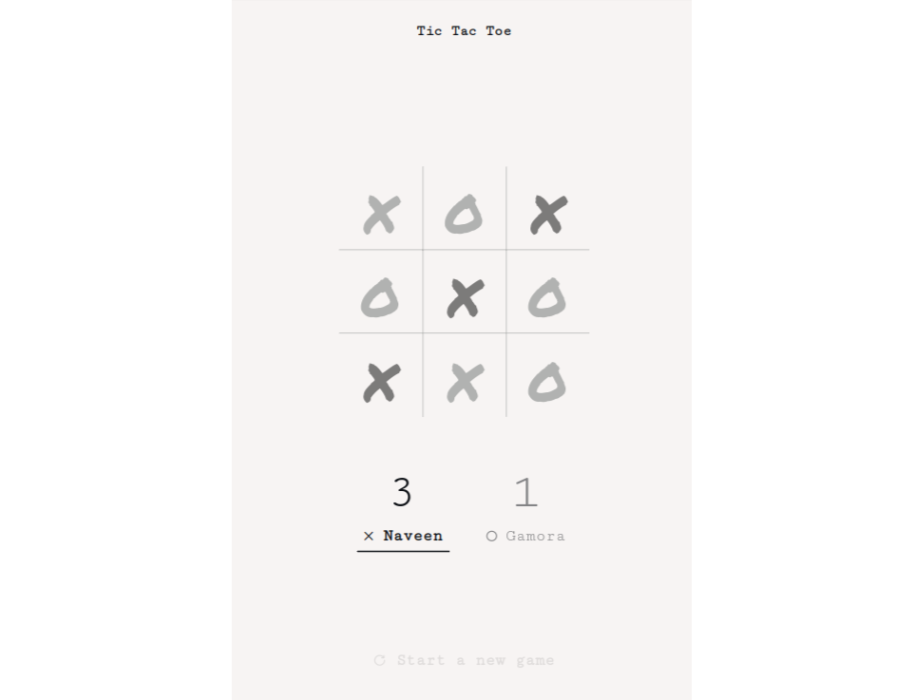 Tic Tac Toe
X O X
O X O
X X O
3 1
× Naveen O Gamora
Start a new game